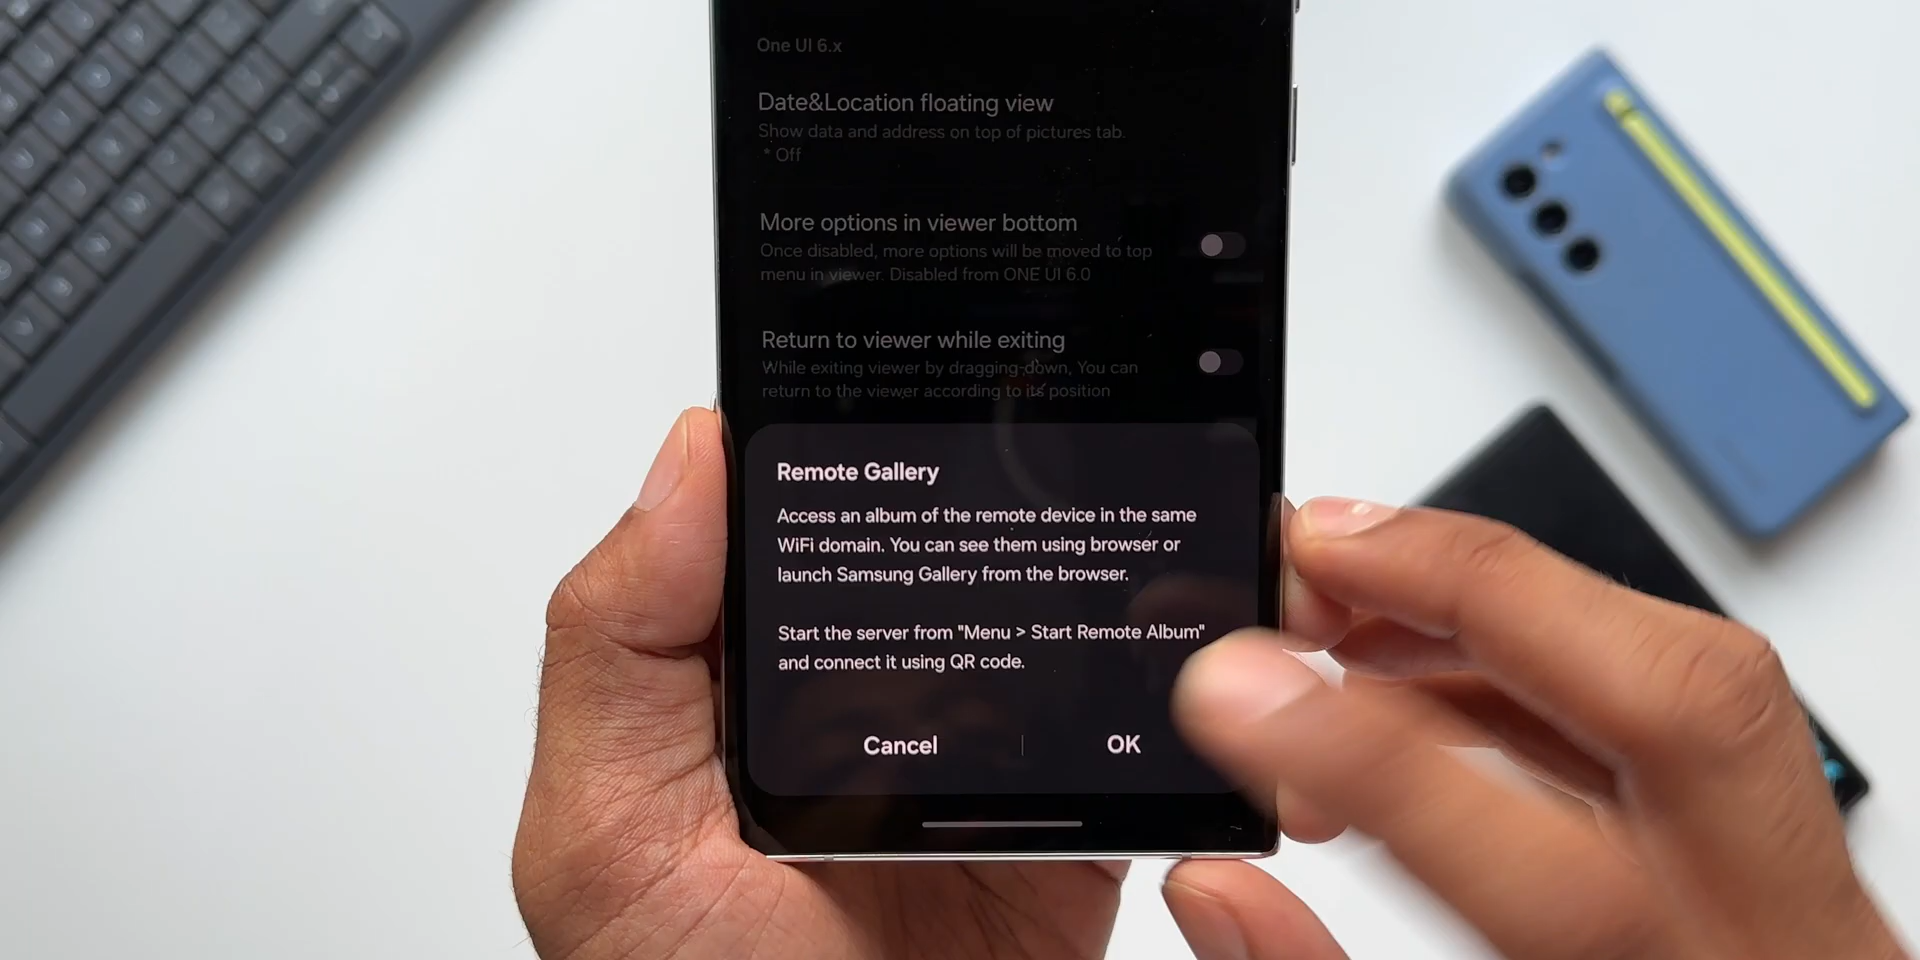 One UI 6.x
Date&Location floating view
Show data and address on top of pictures tab.
* Off
More options in viewer bottom
Once disabled, more options will be moved to top
menu in viewer. Disabled from ONE UI 6.0
Return to viewer while exiting
While exiting viewer by dragging-down, You can
return to the viewer according to its position
Remote Gallery
Access an album of the remote device in the same
WiFi domain. You can see them using browser or
launch Samsung Gallery from the browser.
Start the server from "Menu > Start Remote Album"
and connect it using QR code.
Cancel
OK